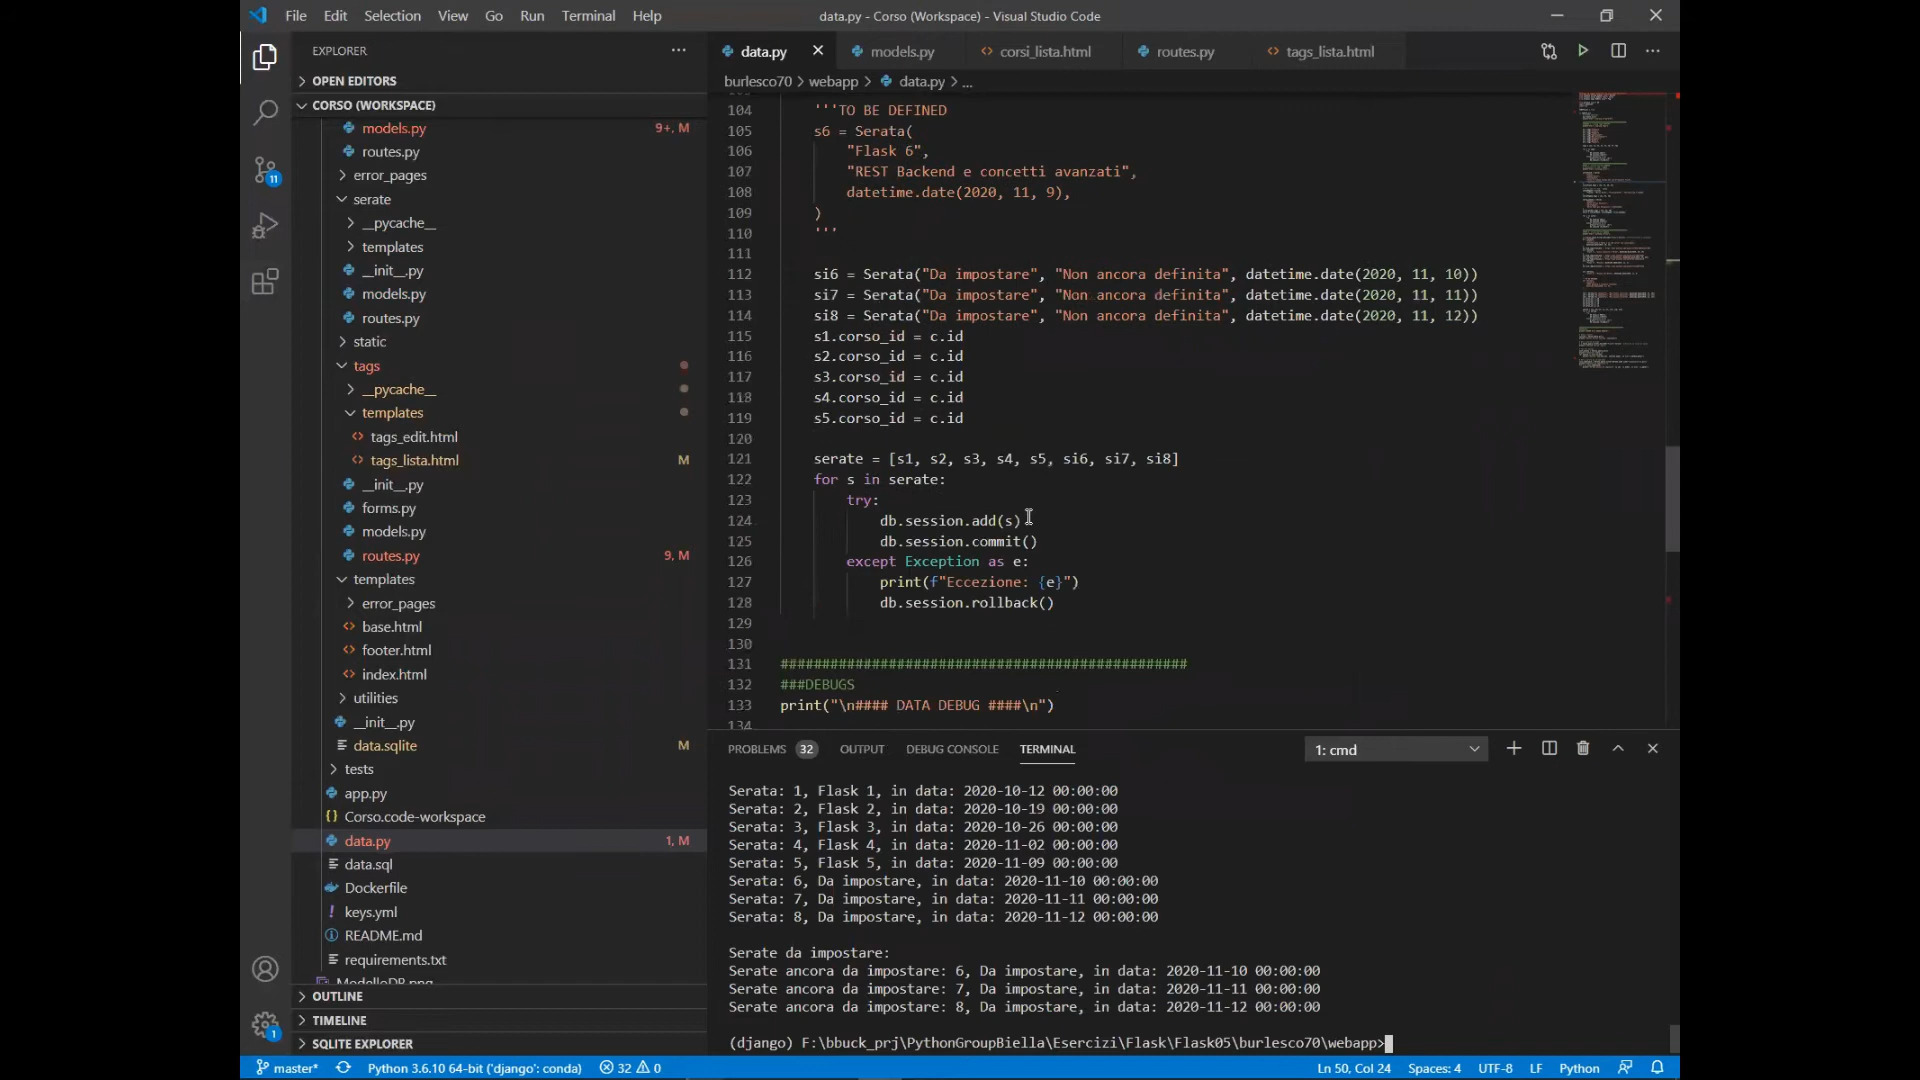 File Edit Selection View Go Run Terminal Help
data.py - Corso (Workspace) - Visual Studio Code
EXPLORER
OPEN EDITORS
CORSO (WORKSPACE)
models.py 9+, M
routes.py
error_pages
serate
__pycache__
templates
__init__.py
models.py
routes.py
static
tags
__pycache__
templates
tags_edit.html
tags_lista.html M
__init__.py
forms.py
models.py
routes.py 9, M
templates
error_pages
base.html
footer.html
index.html
utilities
__init__.py
data.sqlite M
tests
app.py
Corso.code-workspace
data.py 1, M
data.sql
Dockerfile
keys.yml
README.md
requirements.txt
ModelloDB.png
OUTLINE
TIMELINE
SQLITE EXPLORER
11
1
data.py models.py corsi_lista.html routes.py tags_lista.html
burlesco70 > webapp > data.py > ...
104 '''TO BE DEFINED
105 s6 = Serata(
106 "Flask 6",
107 "REST Backend e concetti avanzati",
108 datetime.date(2020, 11, 9),
109 )
110 '''
111
112 si6 = Serata("Da impostare", "Non ancora definita", datetime.date(2020, 11, 10))
113 si7 = Serata("Da impostare", "Non ancora definita", datetime.date(2020, 11, 11))
114 si8 = Serata("Da impostare", "Non ancora definita", datetime.date(2020, 11, 12))
115 s1.corso_id = c.id
116 s2.corso_id = c.id
117 s3.corso_id = c.id
118 s4.corso_id = c.id
119 s5.corso_id = c.id
120
121 serate = [s1, s2, s3, s4, s5, si6, si7, si8]
122 for s in serate:
123 try:
124 db.session.add(s)
125 db.session.commit()
126 except Exception as e:
127 print(f"Eccezione: {e}")
128 db.session.rollback()
129
130
131 #################################################
132 ###DEBUGS
133 print("\n#### DATA DEBUG ####\n")
134
PROBLEMS 32 OUTPUT DEBUG CONSOLE TERMINAL 1: cmd
Serata: 1, Flask 1, in data: 2020-10-12 00:00:00
Serata: 2, Flask 2, in data: 2020-10-19 00:00:00
Serata: 3, Flask 3, in data: 2020-10-26 00:00:00
Serata: 4, Flask 4, in data: 2020-11-02 00:00:00
Serata: 5, Flask 5, in data: 2020-11-09 00:00:00
Serata: 6, Da impostare, in data: 2020-11-10 00:00:00
Serata: 7, Da impostare, in data: 2020-11-11 00:00:00
Serata: 8, Da impostare, in data: 2020-11-12 00:00:00
Serate da impostare:
Serate ancora da impostare: 6, Da impostare, in data: 2020-11-10 00:00:00
Serate ancora da impostare: 7, Da impostare, in data: 2020-11-11 00:00:00
Serate ancora da impostare: 8, Da impostare, in data: 2020-11-12 00:00:00
(django) F:\bbuck_prj\PythonGroupBiella\Esercizi\Flask\Flask05\burlesco70\webapp>
master* Python 3.6.10 64-bit ('django': conda) 32 0 Ln 50, Col 24 Spaces: 4 UTF-8 LF Python